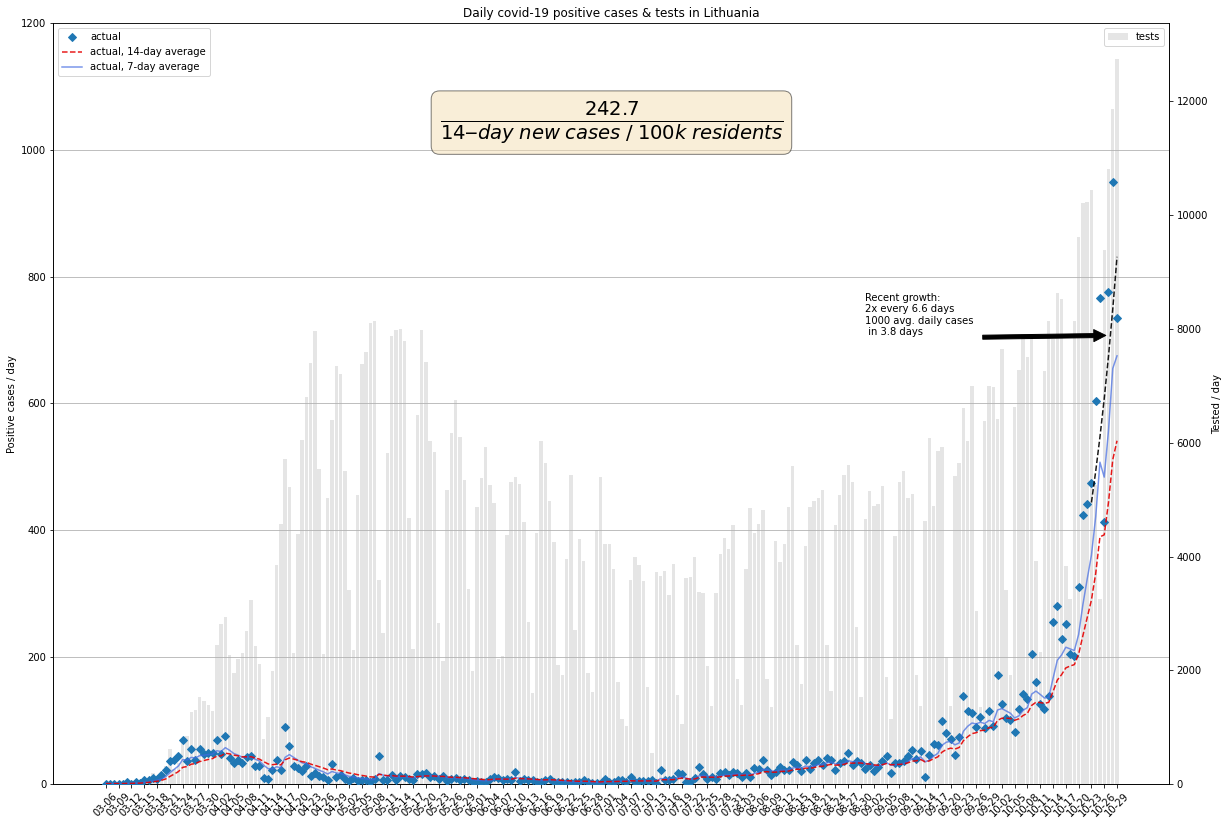 Daily covid-19 positive cases & tests in Lithuania
actual
actual, 14-day average
actual, 7-day average
tests
242.7
14–day new cases / 100k residents
Recent growth:
2x every 6.6 days
1000 avg. daily cases
in 3.8 days
Positive cases / day
1200
1000
800
600
400
200
0
Tested / day
12000
10000
8000
6000
4000
2000
0
03-06 03-09 03-12 03-15 03-18 03-21 03-24 03-27 03-30 04-02 04-05 04-08 04-11 04-14 04-17 04-20 04-23 04-26 04-29 05-02 05-05 05-08 05-11 05-14 05-17 05-20 05-23 05-26 05-29 06-01 06-04 06-07 06-10 06-13 06-16 06-19 06-22 06-25 06-28 07-01 07-04 07-07 07-10 07-13 07-16 07-19 07-22 07-25 07-28 07-31 08-03 08-06 08-09 08-12 08-15 08-18 08-21 08-24 08-27 08-30 09-02 09-05 09-08 09-11 09-14 09-17 09-20 09-23 09-26 09-29 10-02 10-05 10-08 10-11 10-14 10-17 10-20 10-23 10-26 10-29